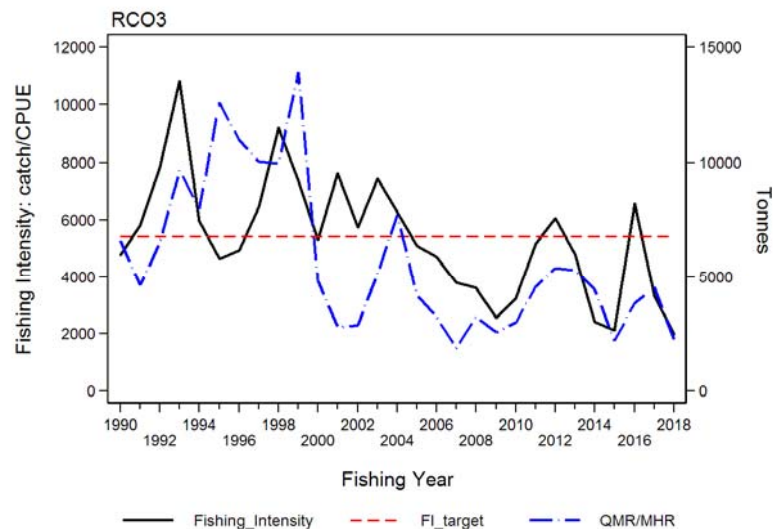 RCO3
12000
10000
8000
6000
4000
2000
0
Fishing Intensity: catch/CPUE
15000
10000
5000
0
Tonnes
1990 1994 1998 2002 2006 2010 2014 2018
1992 1996 2000 2004 2008 2012 2016
Fishing Year
Fishing_Intensity FI_target QMR/MHR